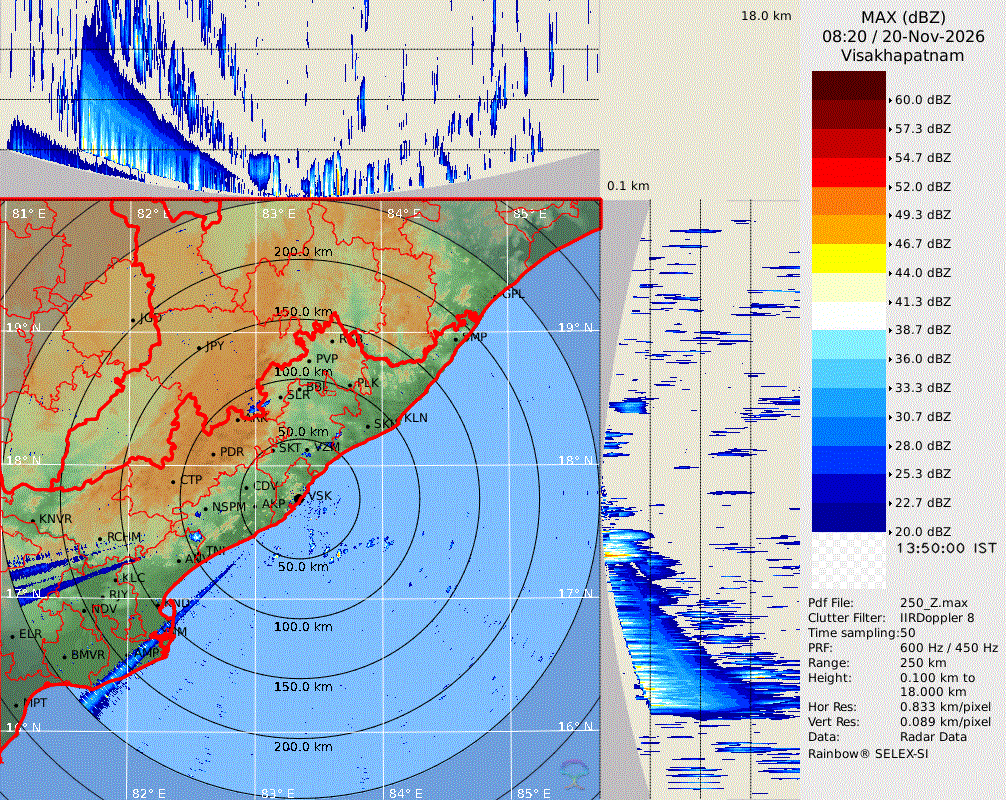 18.0 km
0.1 km
MAX (dBZ)
08:20 / 20-Nov-2026
Visakhapatnam
60.0 dBZ
57.3 dBZ
54.7 dBZ
52.0 dBZ
49.3 dBZ
46.7 dBZ
44.0 dBZ
41.3 dBZ
38.7 dBZ
36.0 dBZ
33.3 dBZ
30.7 dBZ
28.0 dBZ
25.3 dBZ
22.7 dBZ
20.0 dBZ
13:50:00 IST
Pdf File: 250_Z.max
Clutter Filter: IIRDoppler 8
Time sampling:50
PRF: 600 Hz / 450 Hz
Range: 250 km
Height: 0.100 km to
18.000 km
Hor Res: 0.833 km/pixel
Vert Res: 0.089 km/pixel
Data: Radar Data
Rainbow® SELEX-SI
81° E 82° E 83° E 84° E 85° E
200.0 km
GPL
150.0 km
JGD
19° N 19° N
JPY
SMP
PVP
100.0 km
PLK
BBL
SLR
KLN
50.0 km
SKT
VZM
PDR
18° N 18° N
CTP
CDV
VSK
NSPM
AKP
KNVR
RCHM
TNI
50.0 km
KLC
RJY
17° N 17° N
NDV
100.0 km
ELR
AMP
BMVR
150.0 km
MPT
16° N 16° N
200.0 km
82° E 83° E 84° E 85° E